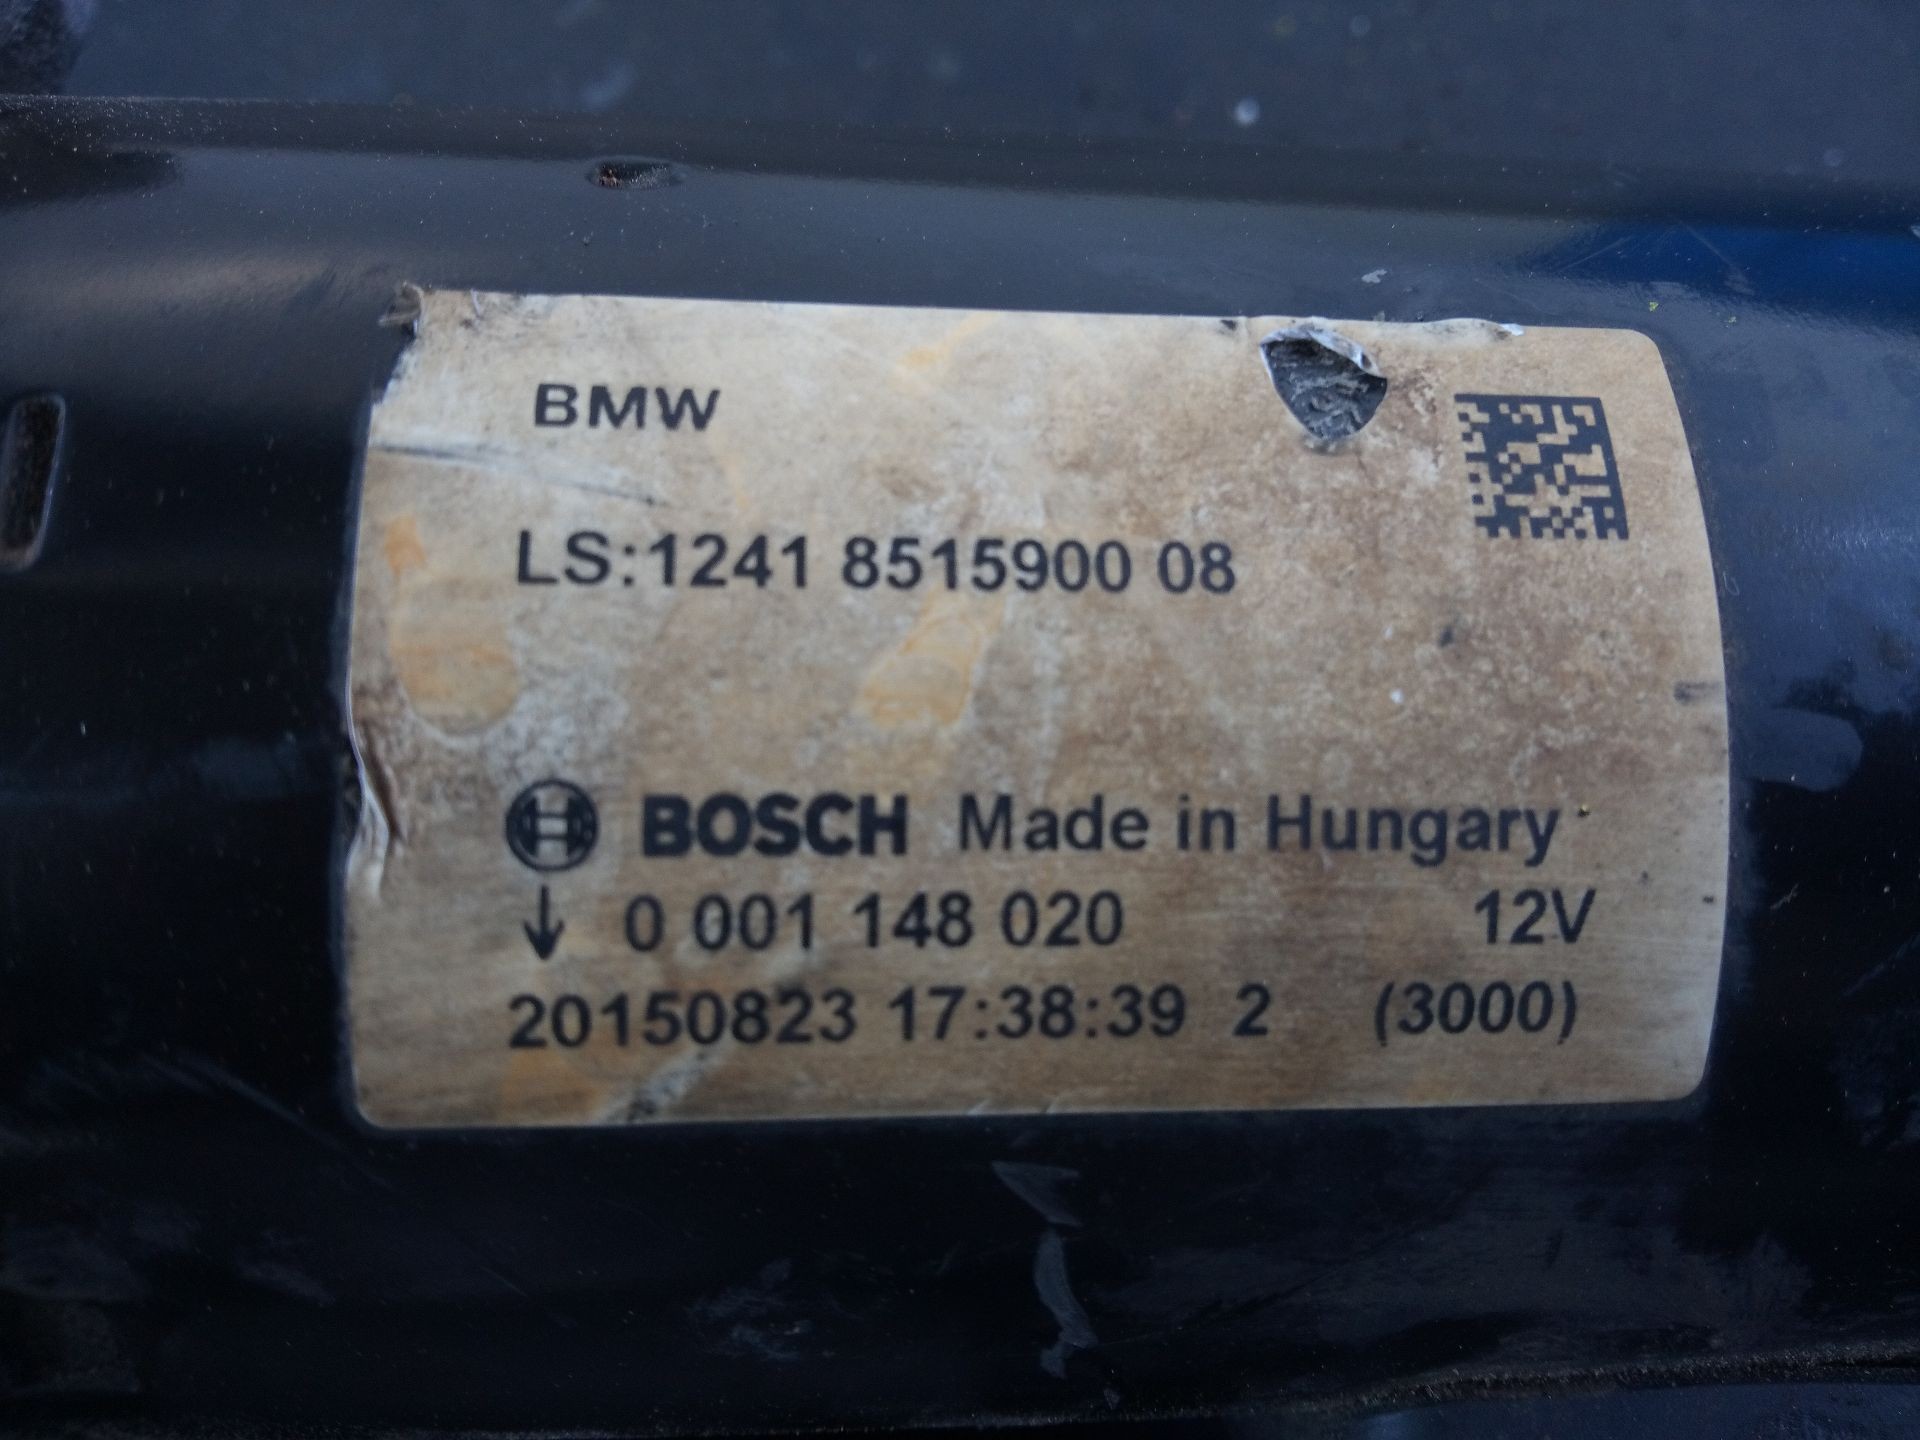 BMW
LS:1241 8515900 08
BOSCH Made in Hungary
↓ 0 001 148 020 12V
20150823 17:38:39 2 (3000)